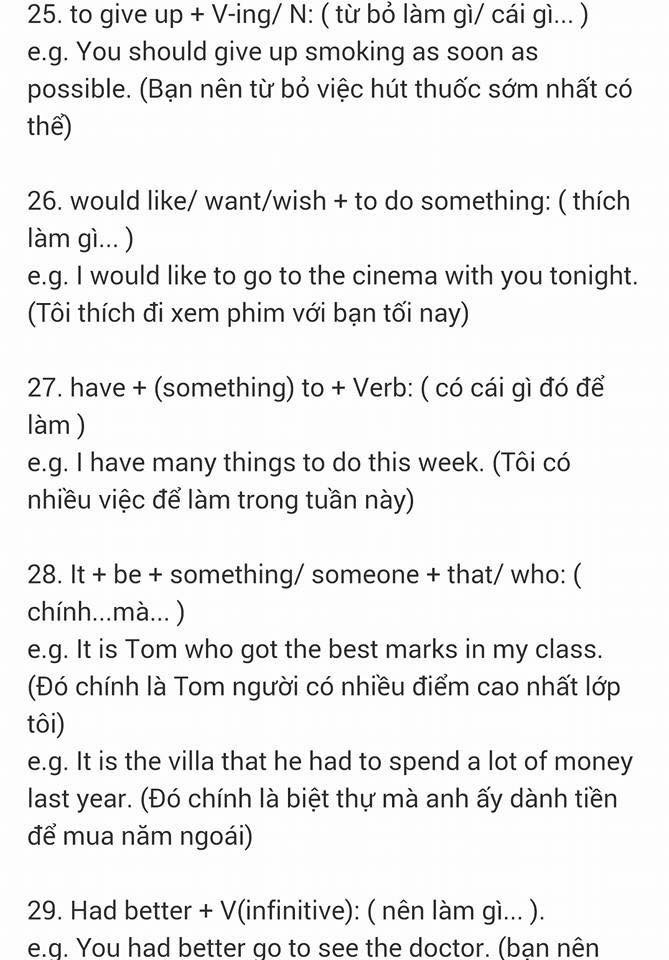 25. to give up + V-ing/ N: ( từ bỏ làm gì/ cái gì... )
e.g. You should give up smoking as soon as
possible. (Bạn nên từ bỏ việc hút thuốc sớm nhất có
thể)
26. would like/ want/wish + to do something: ( thích
làm gì... )
e.g. I would like to go to the cinema with you tonight.
(Tôi thích đi xem phim với bạn tối nay)
27. have + (something) to + Verb: ( có cái gì đó để
làm )
e.g. I have many things to do this week. (Tôi có
nhiều việc để làm trong tuần này)
28. It + be + something/ someone + that/ who: (
chính...mà... )
e.g. It is Tom who got the best marks in my class.
(Đó chính là Tom người có nhiều điểm cao nhất lớp
tôi)
e.g. It is the villa that he had to spend a lot of money
last year. (Đó chính là biệt thự mà anh ấy dành tiền
để mua năm ngoái)
29. Had better + V(infinitive): ( nên làm gì... ).
e.g. You had better go to see the doctor. (bạn nên